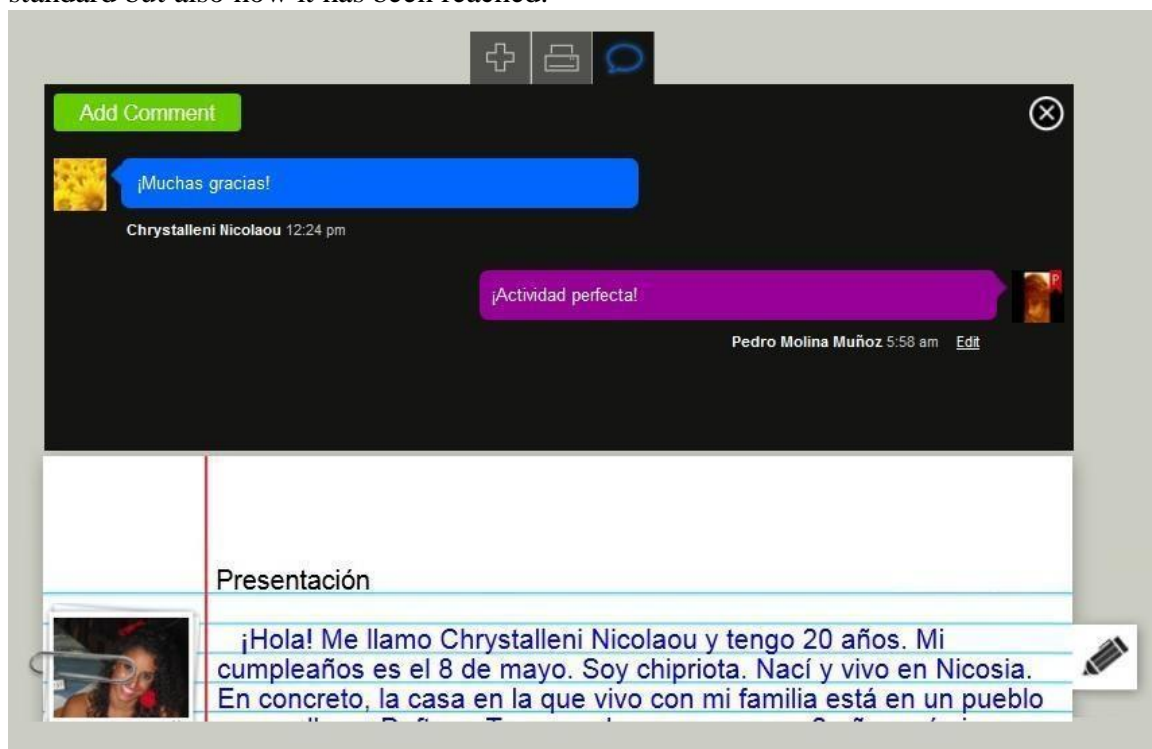 standard but also how it has been reached.
Add Comment
¡Muchas gracias!
Chrystalleni Nicolaou 12:24 pm
¡Actividad perfecta!
P
Pedro Molina Muñoz 5:58 am Edit
Presentación
¡Hola! Me llamo Chrystalleni Nicolaou y tengo 20 años. Mi
cumpleaños es el 8 de mayo. Soy chipriota. Nací y vivo en Nicosia.
En concreto, la casa en la que vivo con mi familia está en un pueblo